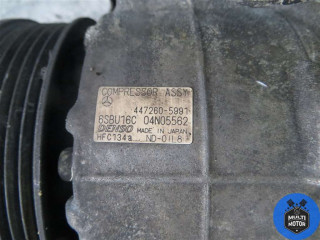 COMPRESSOR ASSY
447260-5991
6SBU16C 04N05562
DENSO MADE IN JAPAN
HFC134a ND-OIL8
MULTI
MOTOR